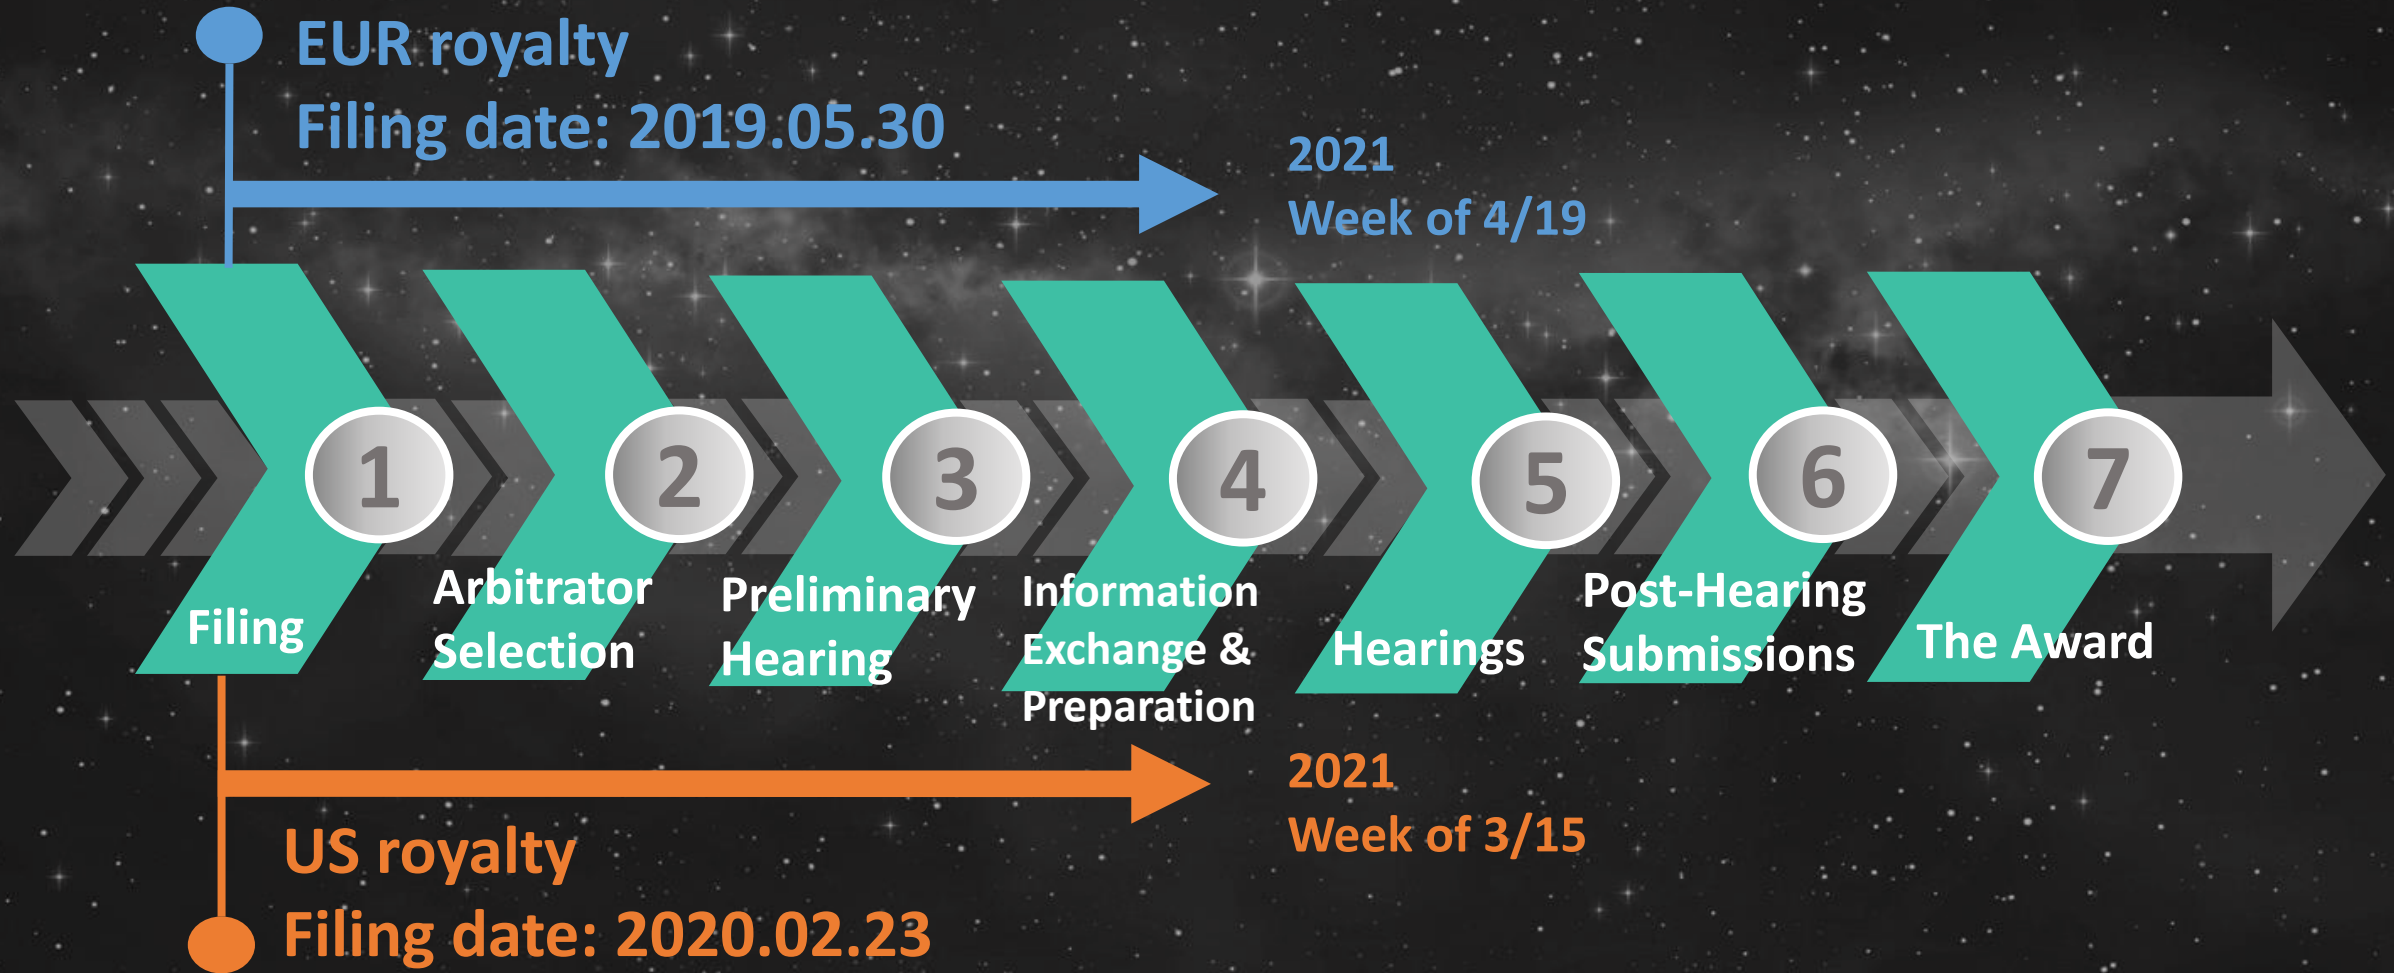 EUR royalty
Filing date: 2019.05.30
2021
Week of 4/19
1
2
3
4
5
6
7
Filing
Arbitrator
Selection
Preliminary
Hearing
Information
Exchange &
Preparation
Hearings
Post-Hearing
Submissions
The Award
2021
Week of 3/15
US royalty
Filing date: 2020.02.23